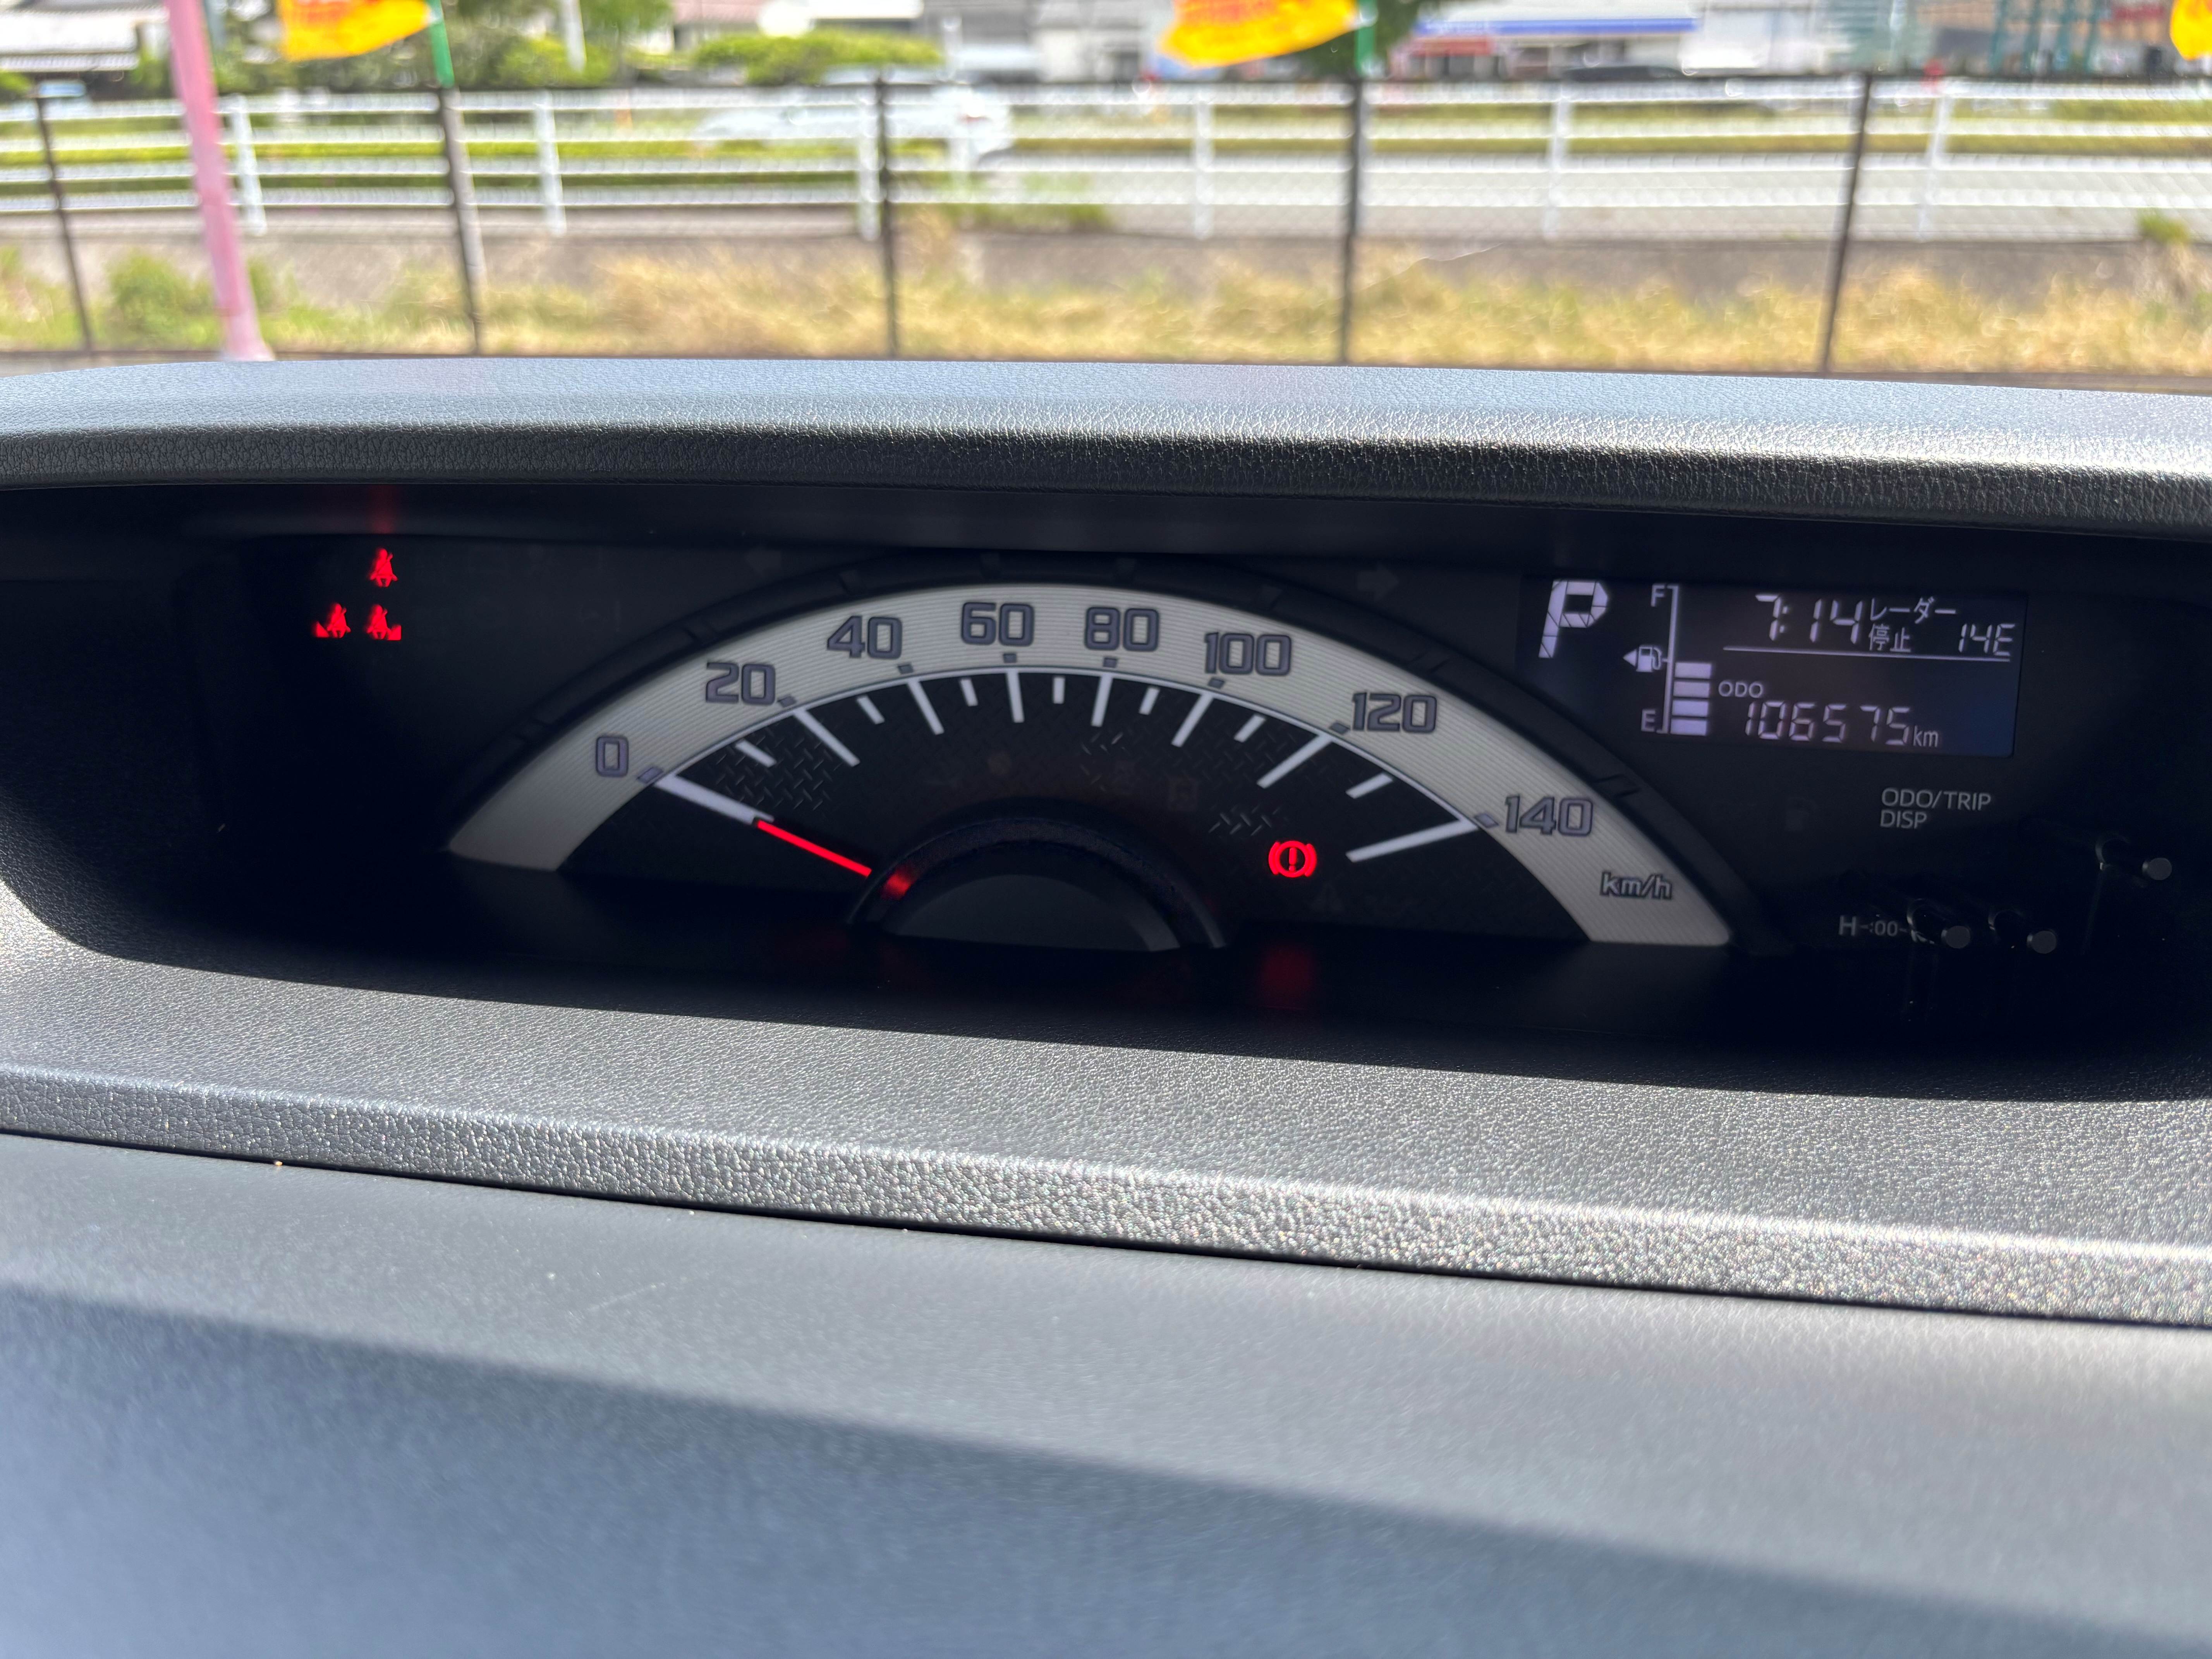 0
20
40
60
80
100
120
140
km/h
P
F
E
7:14
レーダー
停止
14E
ODO
106575km
ODO/TRIP
DISP
H-:00-M